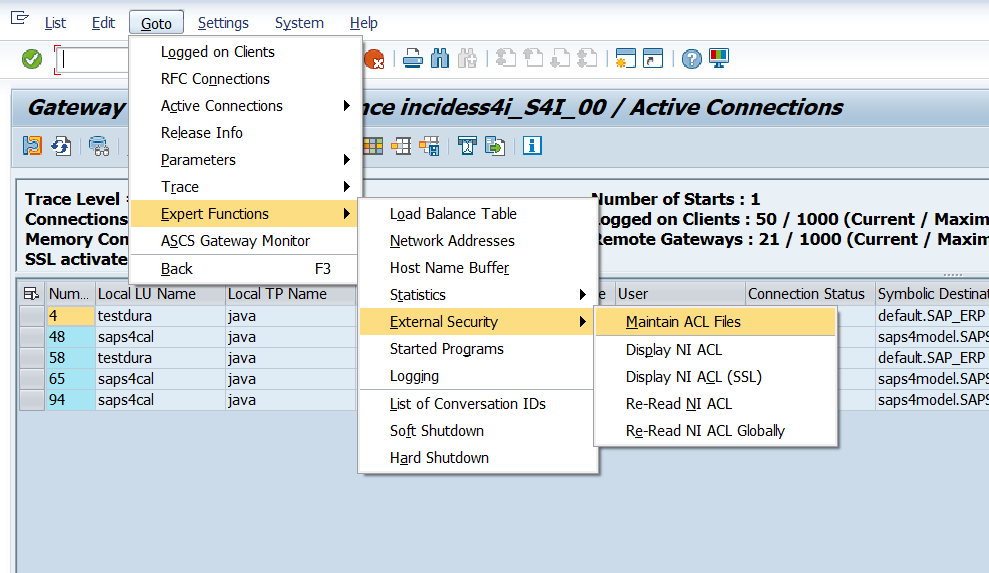 List Edit Goto Settings System Help
Logged on Clients
RFC Connections
Active Connections
Release Info
Parameters
Trace
Expert Functions
ASCS Gateway Monitor
Back F3
Gateway ance incidess4i_S4I_00 / Active Connections
Trace Level = Number of Starts : 1
Connections Logged on Clients : 50 / 1000 (Current / Maxim
Memory Con Remote Gateways : 21 / 1000 (Current / Maxim
SSL activate
Load Balance Table
Network Addresses
Host Name Buffer
Statistics
External Security
Started Programs
Logging
List of Conversation IDs
Soft Shutdown
Hard Shutdown
Maintain ACL Files
Display NI ACL
Display NI ACL (SSL)
Re-Read NI ACL
Re-Read NI ACL Globally
Num... Local LU Name Local TP Name e User Connection Status Symbolic Destinat
4 testdura java default.SAP_ERP
48 saps4cal java saps4model.SAPS
58 testdura java default.SAP_ERP
65 saps4cal java saps4model.SAPS
94 saps4cal java saps4model.SAPS